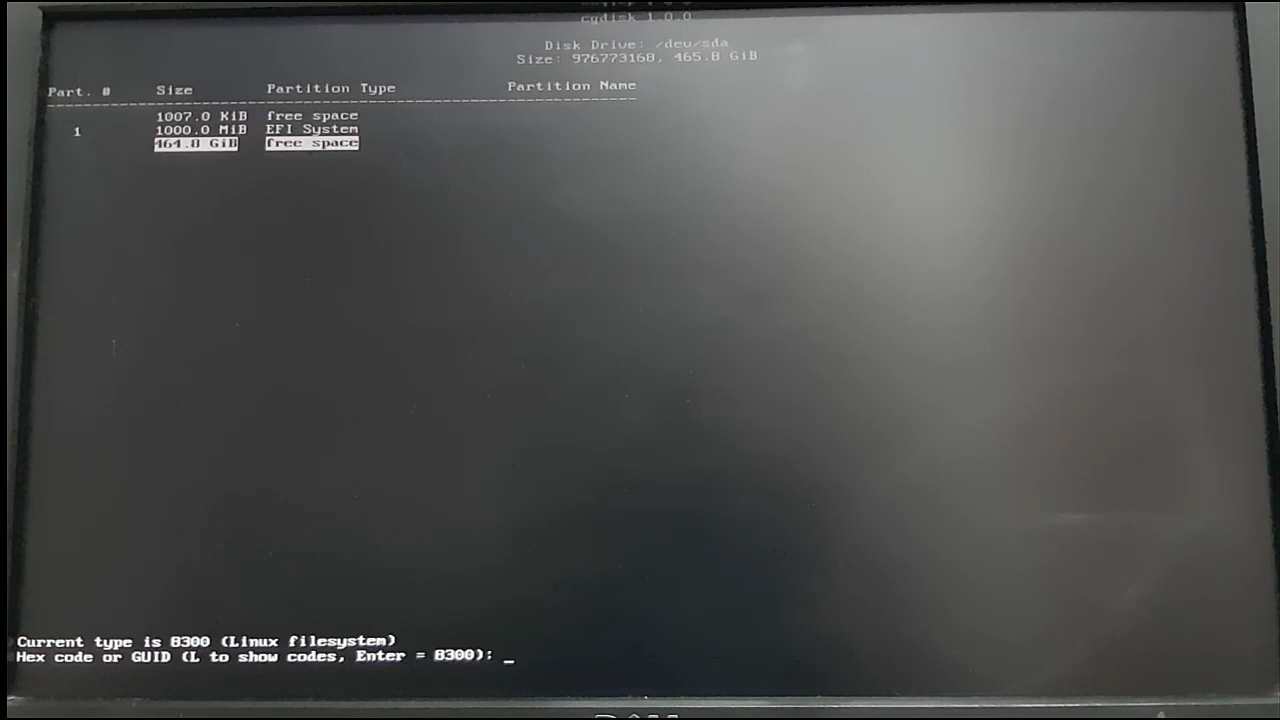 cgdisk 1.0.0
Disk Drive: /dev/sda
Size: 976773168, 465.8 GiB
Part. # Size Partition Type Partition Name
----------------------------------------------------------------
1007.0 KiB free space
1 1000.0 MiB EFI System
464.8 GiB free space
Current type is 8300 (Linux filesystem)
Hex code or GUID (L to show codes, Enter = 8300): _